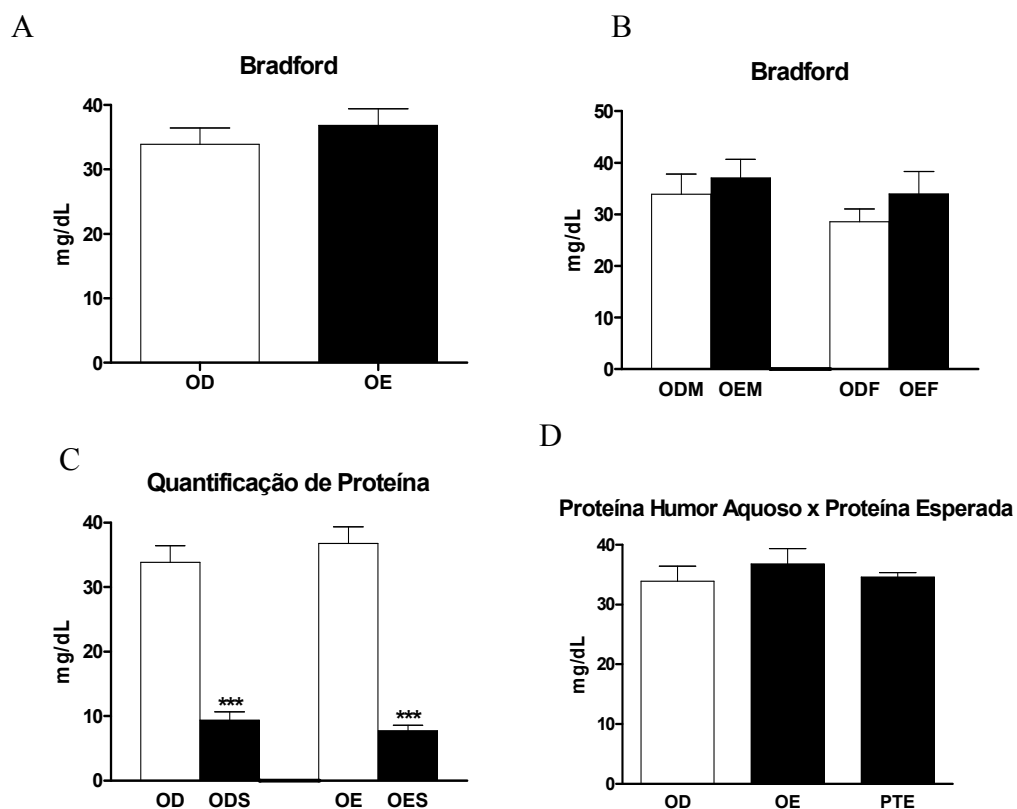 A
Bradford
mg/dL
40
30
20
10
0
OD OE
B
Bradford
mg/dL
50
40
30
20
10
0
ODM OEM ODF OEF
C
Quantificação de Proteína
mg/dL
40
30
20
10
0
***
***
OD ODS OE OES
D
Proteína Humor Aquoso x Proteína Esperada
mg/dL
40
30
20
10
0
OD OE PTE